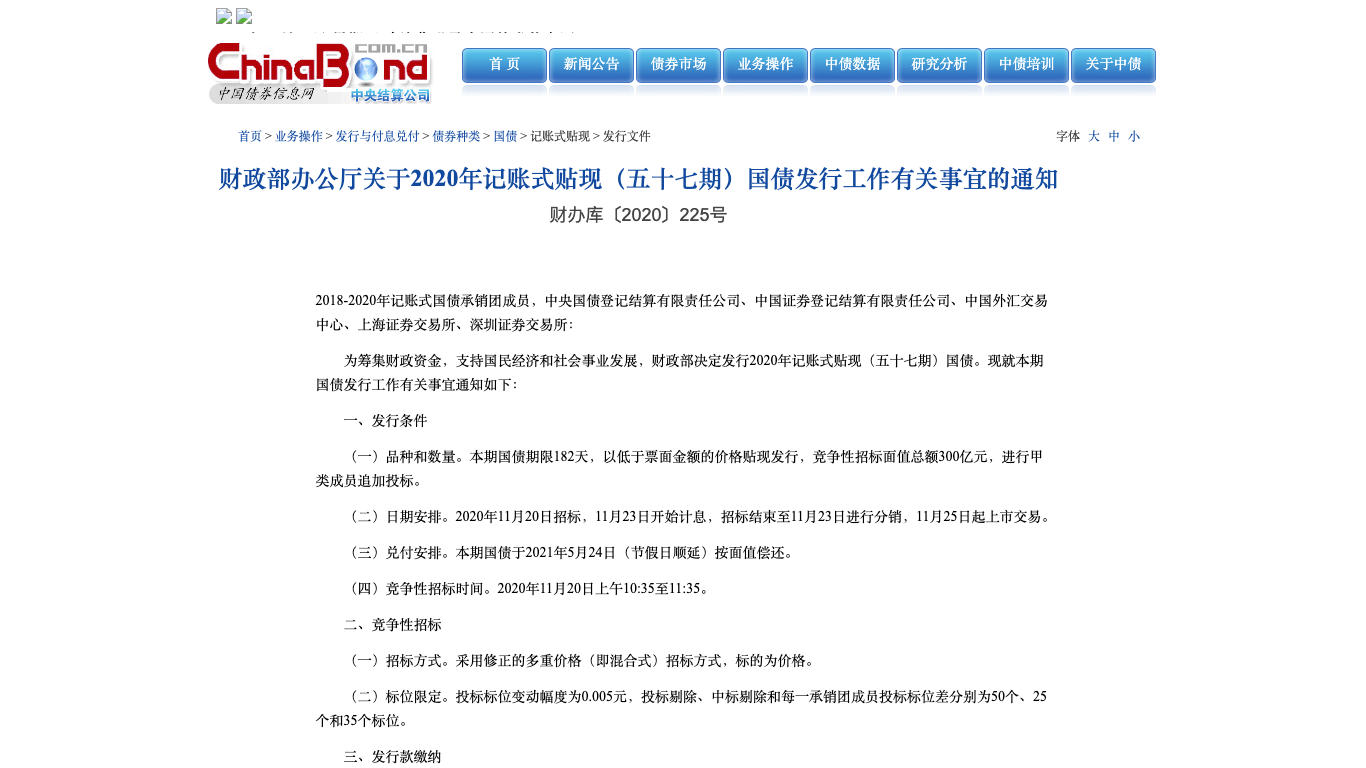 com.cn
ChinaBond
中国债券信息网 中央结算公司
首 页 新闻公告 债券市场 业务操作 中债数据 研究分析 中债培训 关于中债
首页 > 业务操作 > 发行与付息兑付 > 债券种类 > 国债 > 记账式贴现 > 发行文件 字体 大 中 小
财政部办公厅关于2020年记账式贴现（五十七期）国债发行工作有关事宜的通知
财办库〔2020〕225号
2018-2020年记账式国债承销团成员，中央国债登记结算有限责任公司、中国证券登记结算有限责任公司、中国外汇交易
中心、上海证券交易所、深圳证券交易所：
为筹集财政资金，支持国民经济和社会事业发展，财政部决定发行2020年记账式贴现（五十七期）国债。现就本期
国债发行工作有关事宜通知如下：
一、发行条件
（一）品种和数量。本期国债期限182天，以低于票面金额的价格贴现发行，竞争性招标面值总额300亿元，进行甲
类成员追加投标。
（二）日期安排。2020年11月20日招标，11月23日开始计息，招标结束至11月23日进行分销，11月25日起上市交易。
（三）兑付安排。本期国债于2021年5月24日（节假日顺延）按面值偿还。
（四）竞争性招标时间。2020年11月20日上午10:35至11:35。
二、竞争性招标
（一）招标方式。采用修正的多重价格（即混合式）招标方式，标的为价格。
（二）标位限定。投标标位变动幅度为0.005元，投标剔除、中标剔除和每一承销团成员投标标位差分别为50个、25
个和35个标位。
三、发行款缴纳